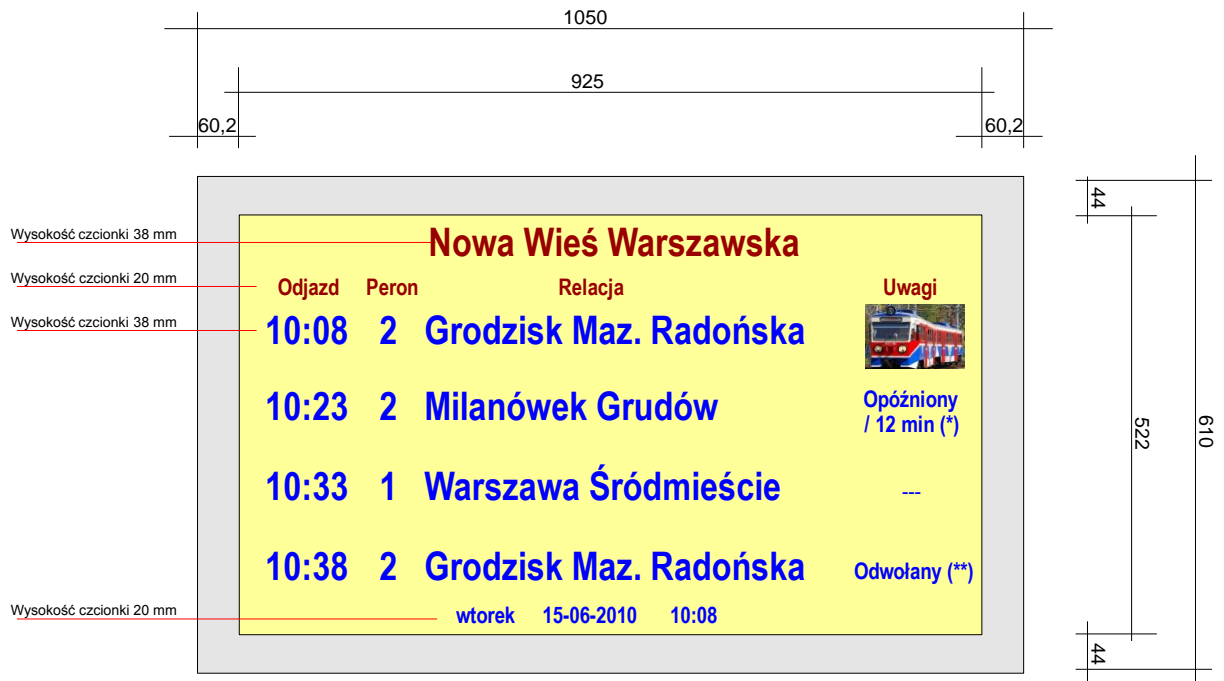 1050
925
60,2 60,2
44
Wysokość czcionki 38 mm
Nowa Wieś Warszawska
Wysokość czcionki 20 mm
Odjazd Peron Relacja Uwagi
Wysokość czcionki 38 mm
10:08 2 Grodzisk Maz. Radońska
10:23 2 Milanówek Grudów Opóźniony
/ 12 min (*)
522
610
10:33 1 Warszawa Śródmieście ---
10:38 2 Grodzisk Maz. Radońska Odwołany (**)
Wysokość czcionki 20 mm
wtorek 15-06-2010 10:08
44